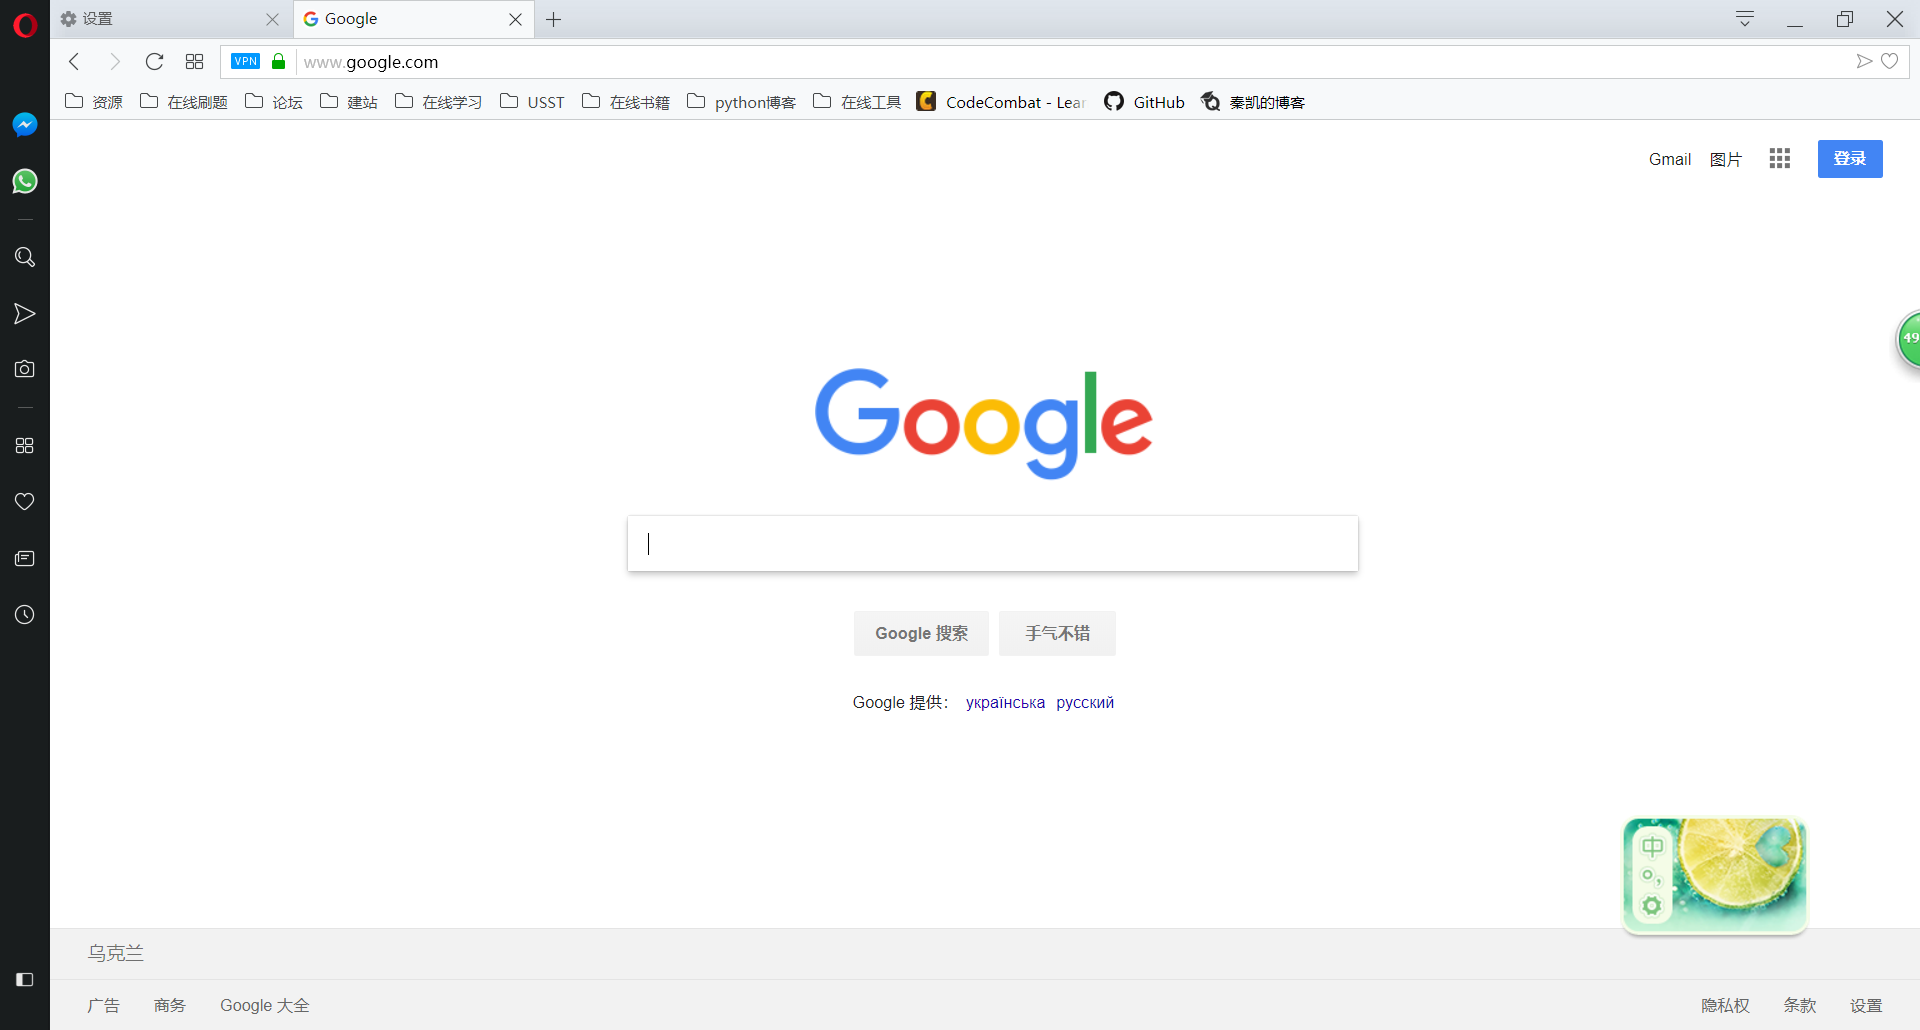 设置
Google
VPN
www.google.com
资源
在线刷题
论坛
建站
在线学习
USST
在线书籍
python博客
在线工具
CodeCombat - Lear
GitHub
秦凯的博客
Gmail
图片
登录
49
Google
Google 搜索
手气不错
Google 提供： українська русский
中
乌克兰
广告
商务
Google 大全
隐私权
条款
设置